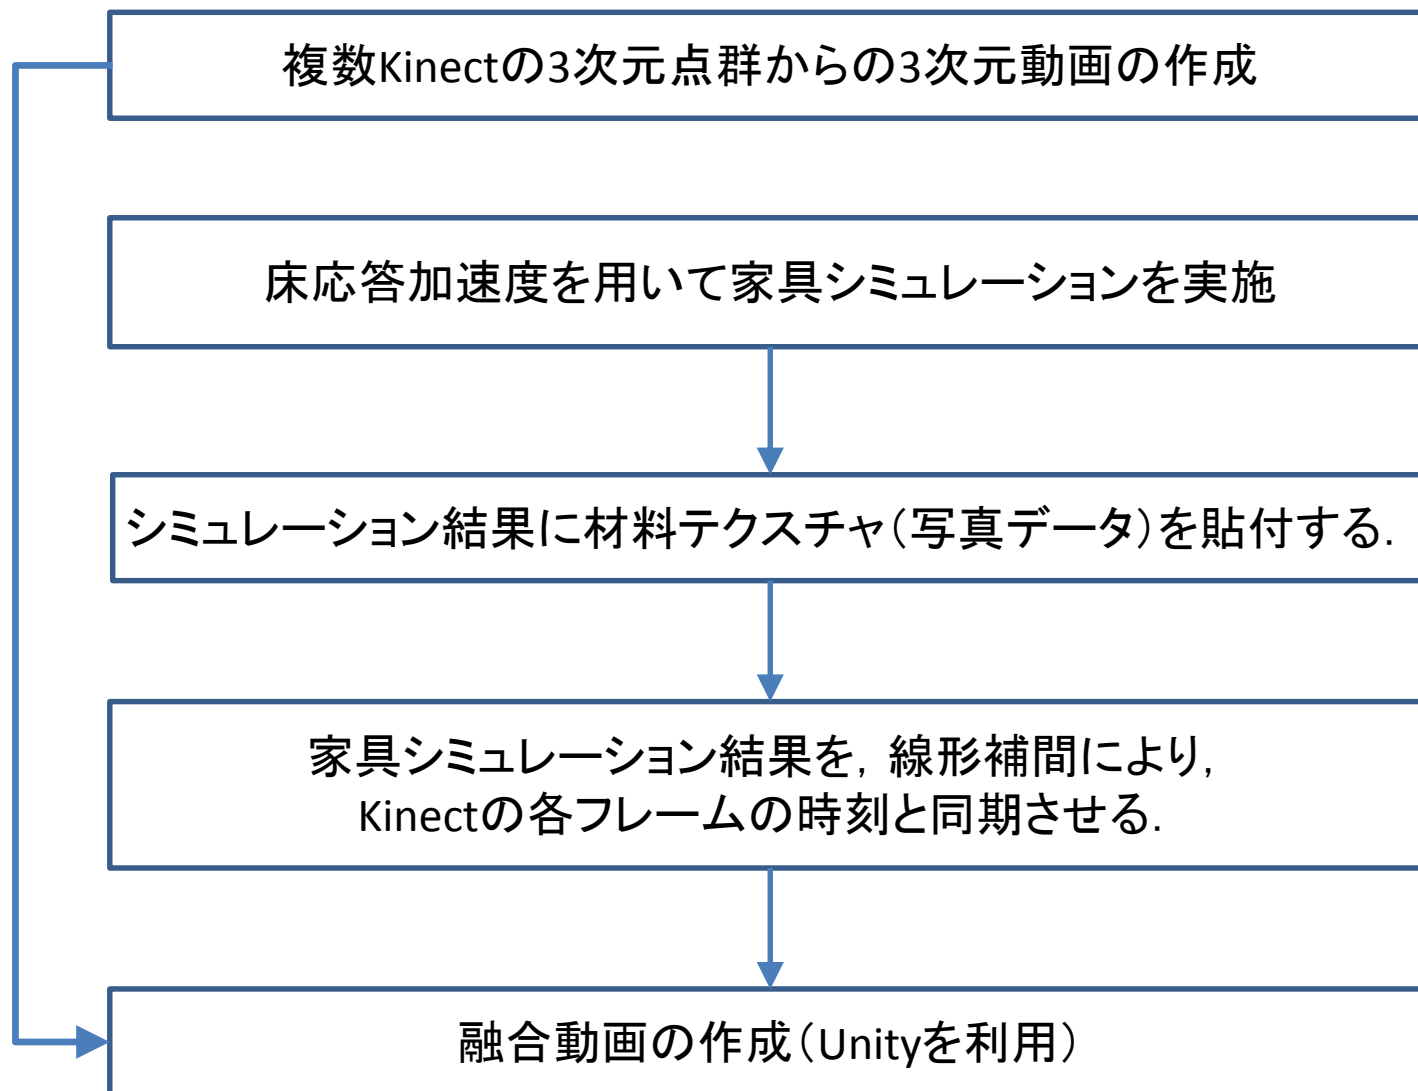 複数Kinectの3次元点群からの3次元動画の作成
床応答加速度を用いて家具シミュレーションを実施
シミュレーション結果に材料テクスチャ(写真データ)を貼付する.
家具シミュレーション結果を, 線形補間により,
Kinectの各フレームの時刻と同期させる.
融合動画の作成(Unityを利用)